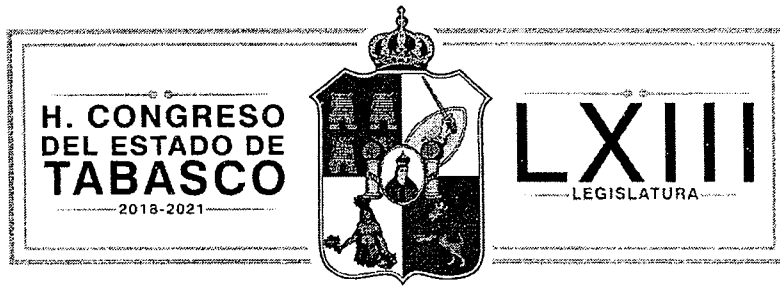 H. CONGRESO
DEL ESTADO DE
TABASCO
2018-2021
LXIII
LEGISLATURA